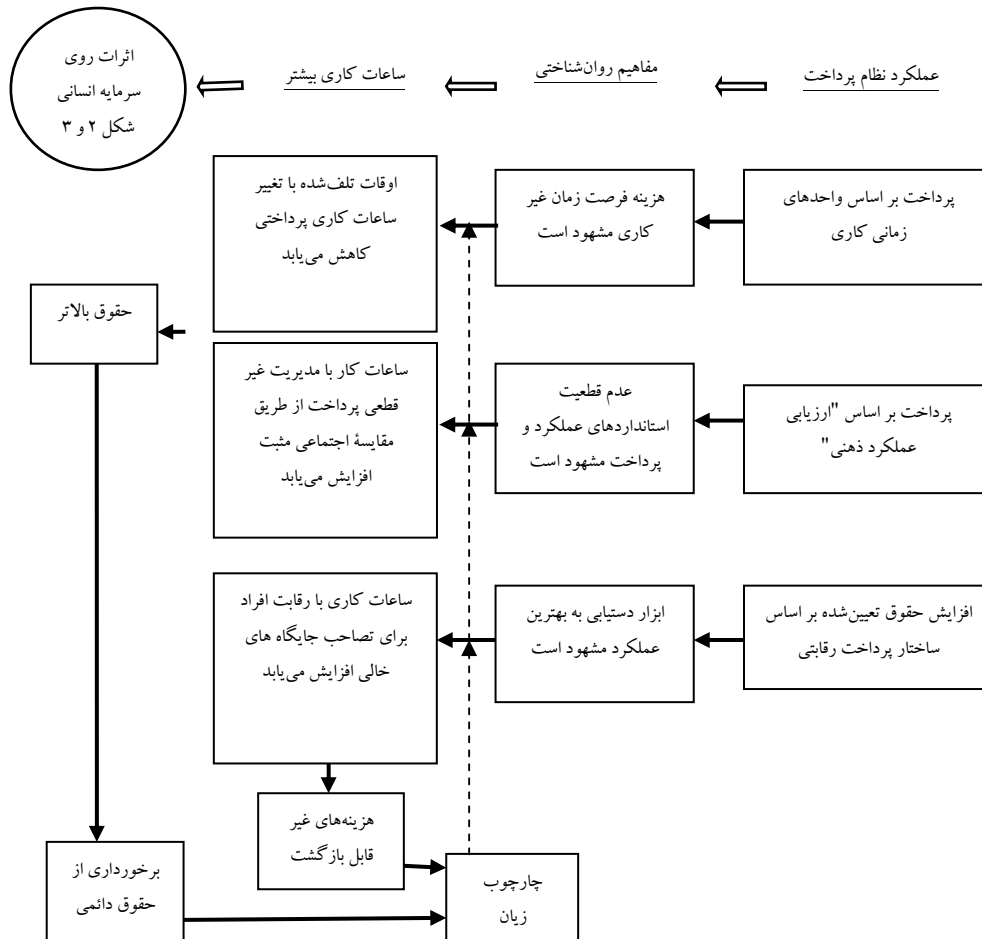 عملکرد نظام پرداخت
مفاهیم روان‌شناختی
ساعات کاری بیشتر
اثرات روی
سرمایه انسانی
شکل ۲ و ۳
پرداخت بر اساس واحدهای
زمانی کاری
هزینه فرصت زمان غیر
کاری مشهود است
اوقات تلف‌شده با تغییر
ساعات کاری پرداختی
کاهش می‌یابد
حقوق بالاتر
پرداخت بر اساس "ارزیابی
عملکرد ذهنی"
عدم قطعیت
استانداردهای عملکرد و
پرداخت مشهود است
ساعات کار با مدیریت غیر
قطعی پرداخت از طریق
مقایسهٔ اجتماعی مثبت
افزایش می‌یابد
افزایش حقوق تعیین‌شده بر اساس
ساختار پرداخت رقابتی
ابزار دستیابی به بهترین
عملکرد مشهود است
ساعات کاری با رقابت افراد
برای تصاحب جایگاه های
خالی افزایش می‌یابد
هزینه‌های غیر
قابل بازگشت
چارچوب
زیان
برخورداری از
حقوق دائمی